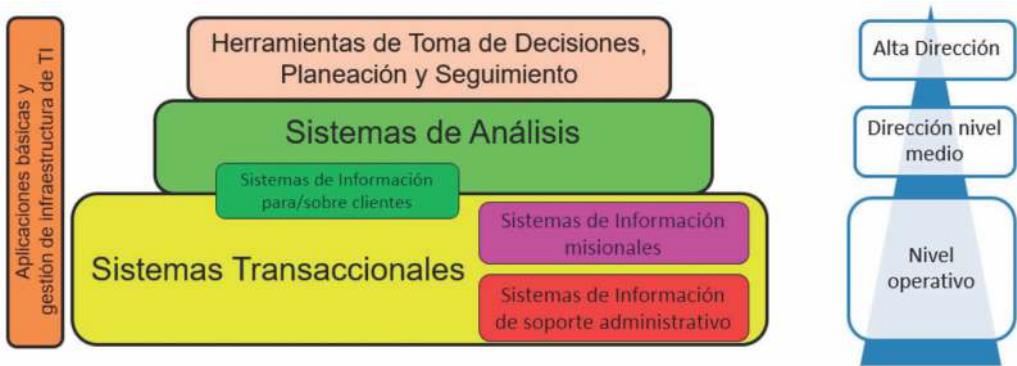 Aplicaciones básicas y
gestión de infraestructura de TI
Herramientas de Toma de Decisiones,
Planeación y Seguimiento
Sistemas de Análisis
Sistemas de Información
para/sobre clientes
Sistemas Transaccionales
Sistemas de Información
misionales
Sistemas de Información
de soporte administrativo
Alta Dirección
Dirección nivel
medio
Nivel
operativo